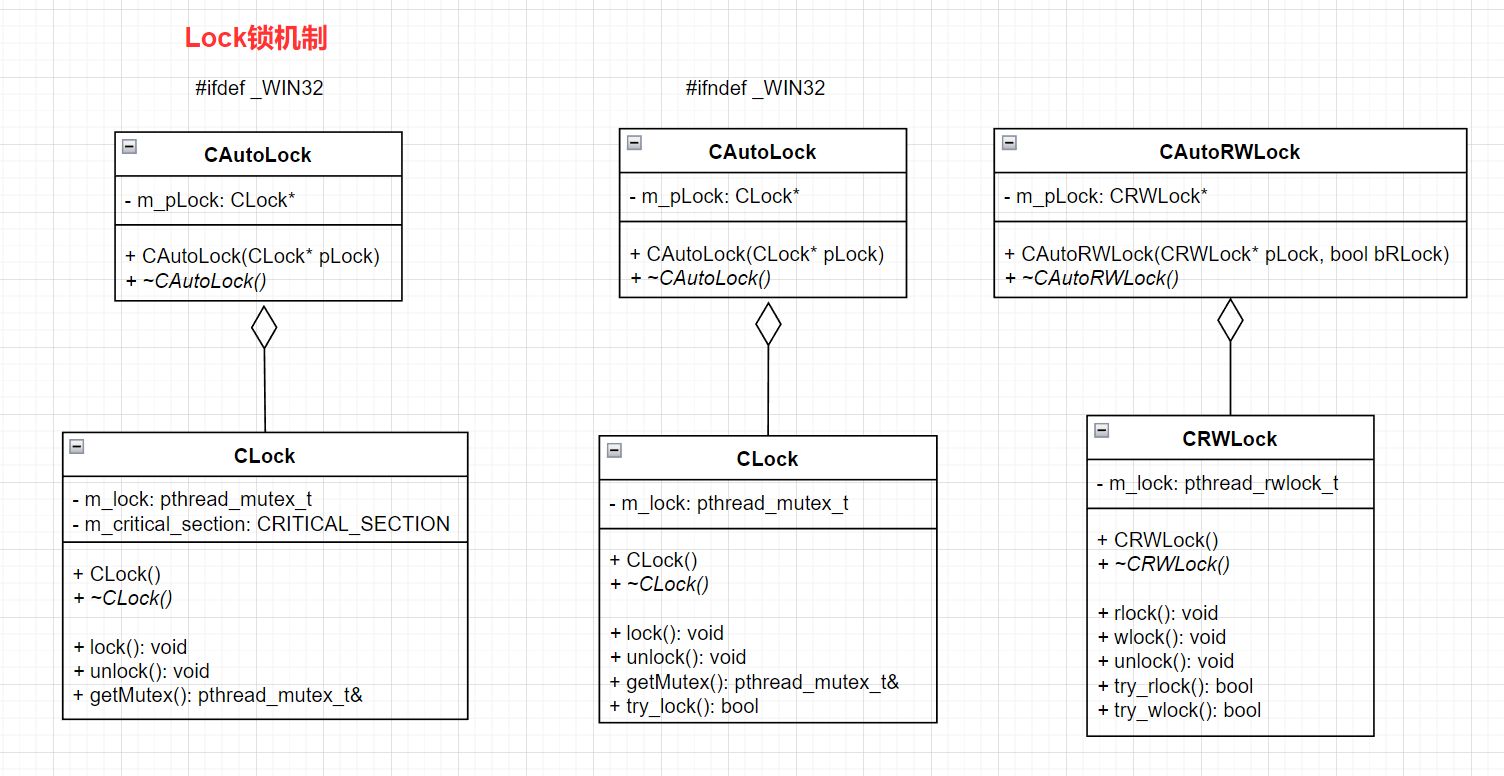 Lock锁机制
#ifdef _WIN32
CAutoLock
- m_pLock: CLock*
+ CAutoLock(CLock* pLock)
+ ~CAutoLock()
CLock
- m_lock: pthread_mutex_t
- m_critical_section: CRITICAL_SECTION
+ CLock()
+ ~CLock()
+ lock(): void
+ unlock(): void
+ getMutex(): pthread_mutex_t&
#ifndef _WIN32
CAutoLock
- m_pLock: CLock*
+ CAutoLock(CLock* pLock)
+ ~CAutoLock()
CLock
- m_lock: pthread_mutex_t
+ CLock()
+ ~CLock()
+ lock(): void
+ unlock(): void
+ getMutex(): pthread_mutex_t&
+ try_lock(): bool
CAutoRWLock
- m_pLock: CRWLock*
+ CAutoRWLock(CRWLock* pLock, bool bRLock)
+ ~CAutoRWLock()
CRWLock
- m_lock: pthread_rwlock_t
+ CRWLock()
+ ~CRWLock()
+ rlock(): void
+ wlock(): void
+ unlock(): void
+ try_rlock(): bool
+ try_wlock(): bool